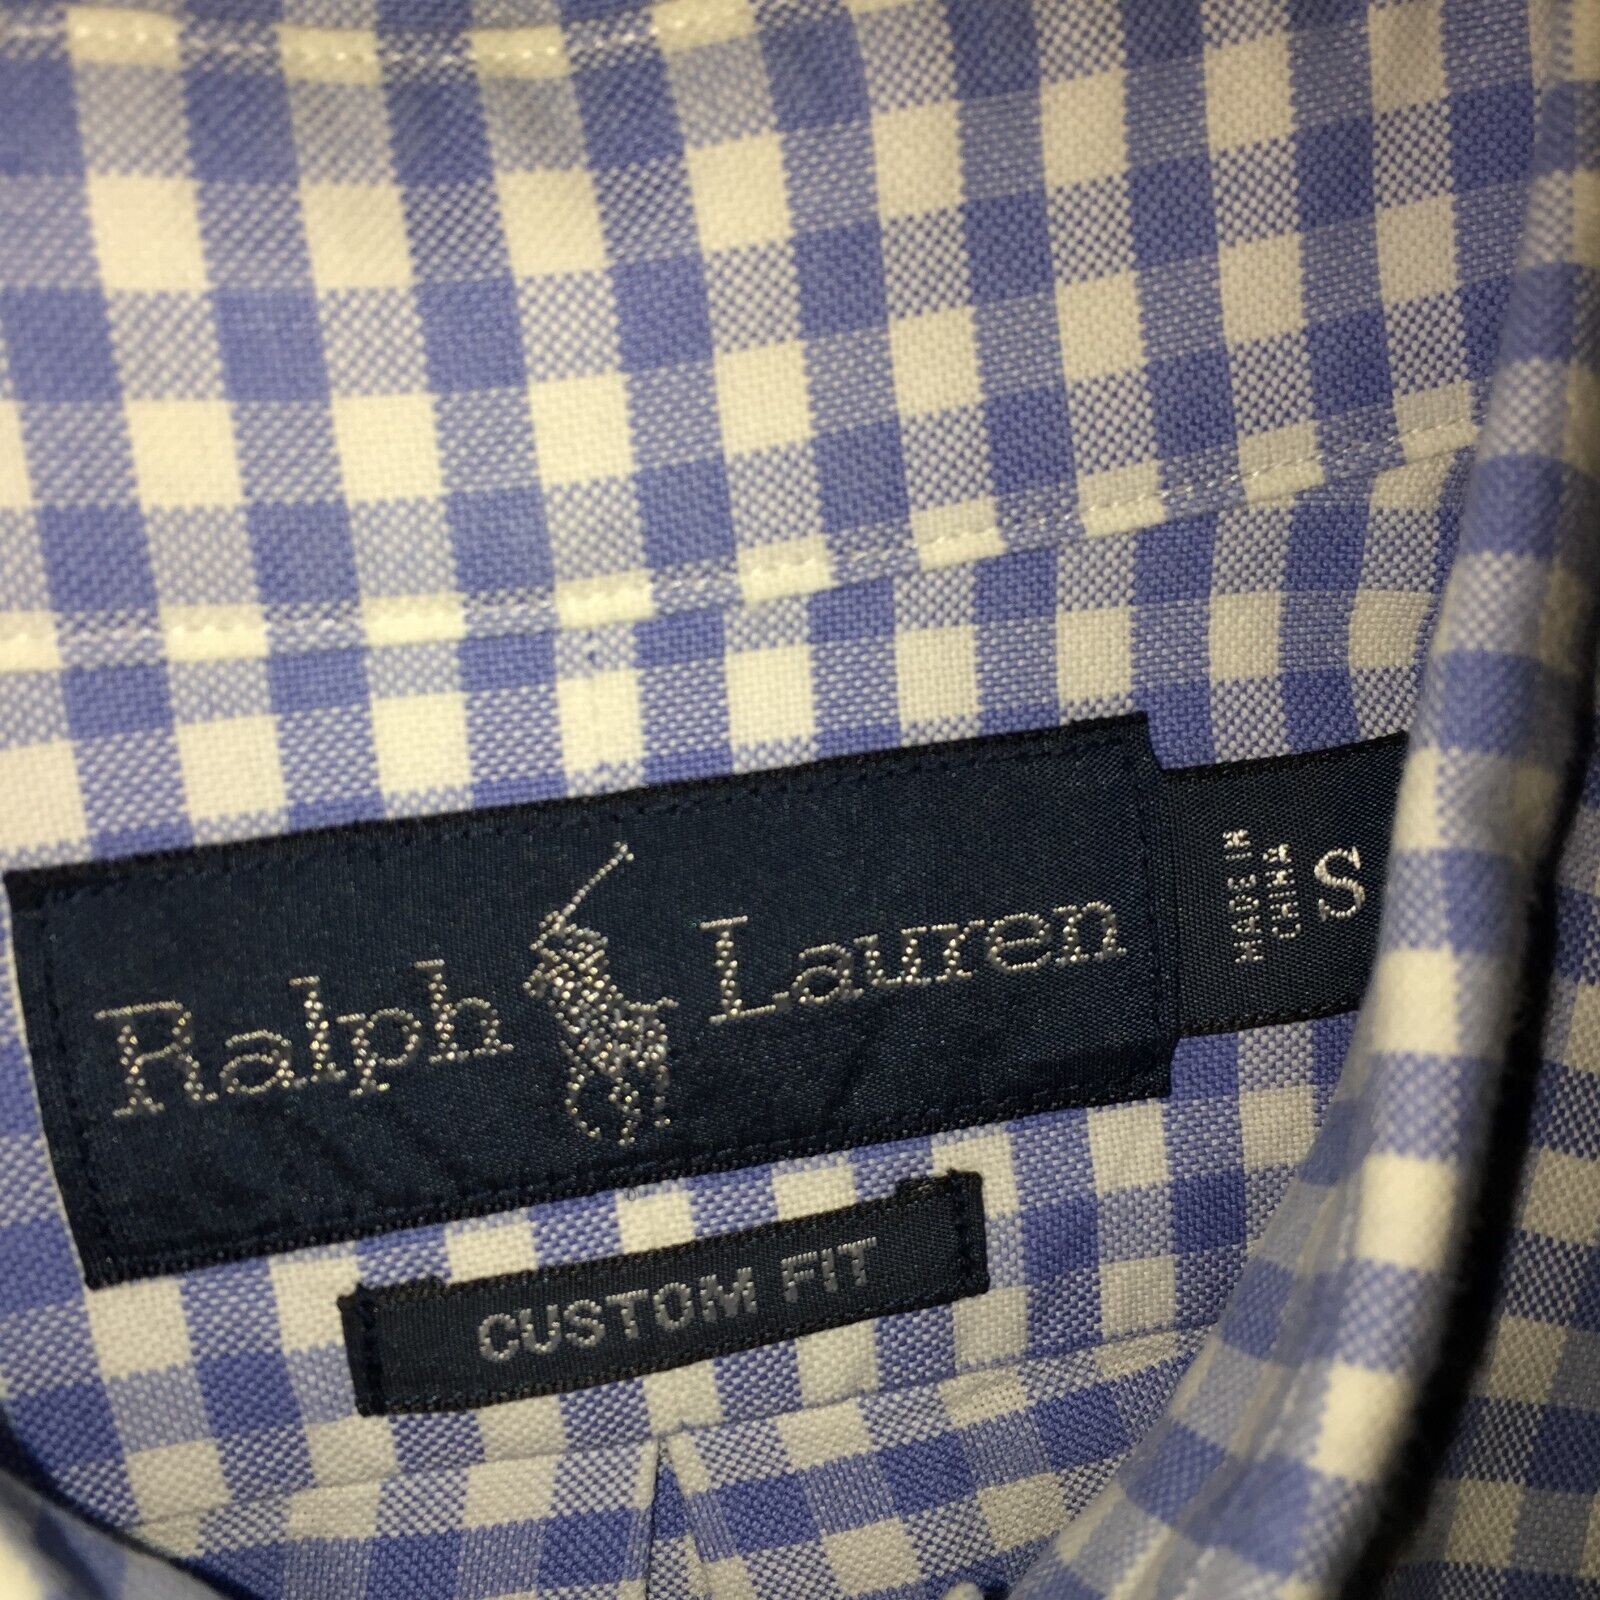 Ralph Lauren
MADE IN
CHINA
S
CUSTOM FIT